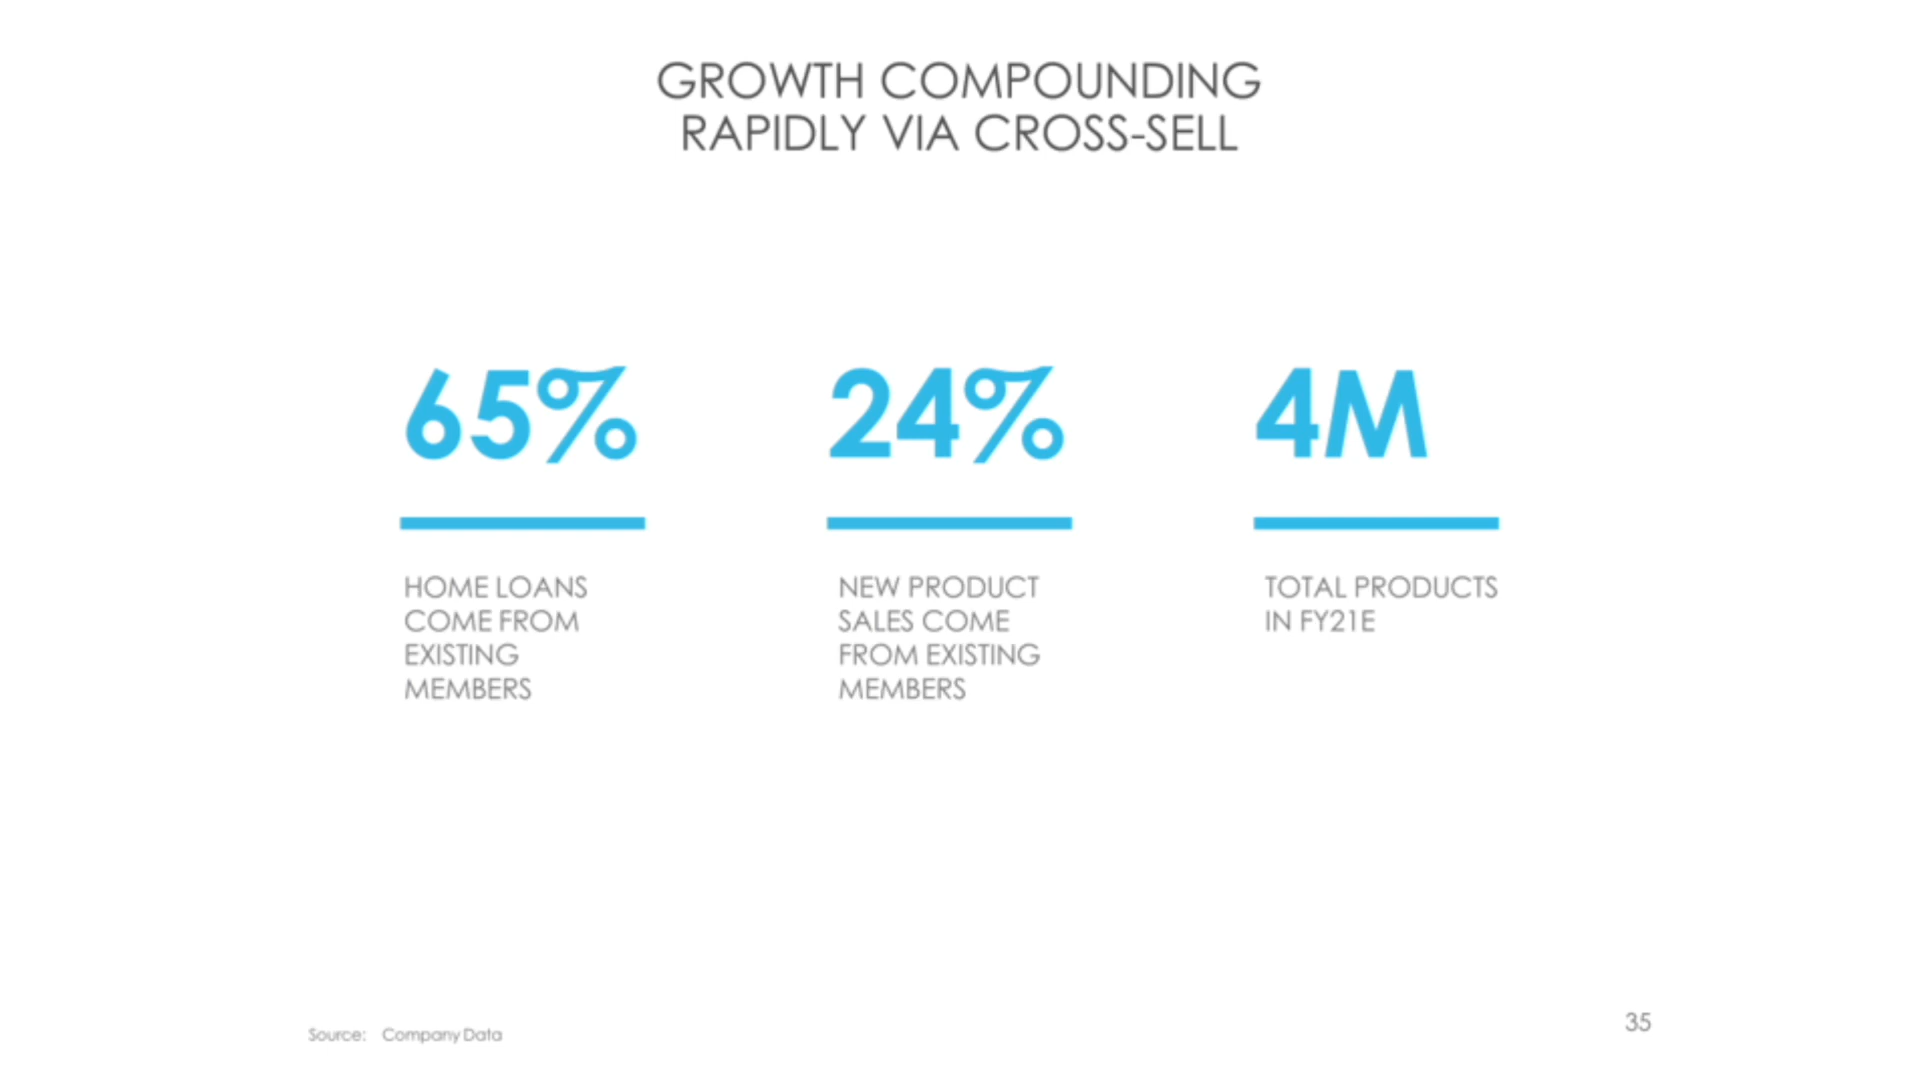 GROWTH COMPOUNDING
RAPIDLY VIA CROSS-SELL
65%
HOME LOANS
COME FROM
EXISTING
MEMBERS
24%
NEW PRODUCT
SALES COME
FROM EXISTING
MEMBERS
4M
TOTAL PRODUCTS
IN FY21E
Source: Company Data
35